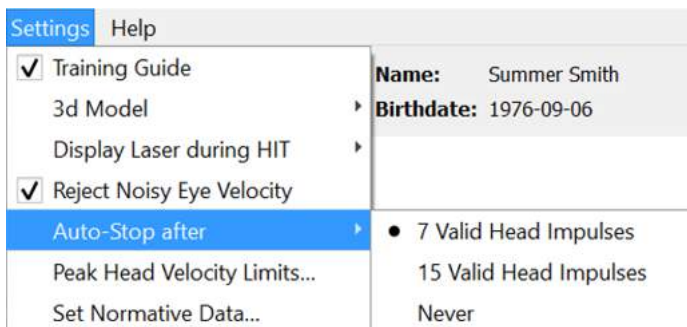 Settings Help
Training Guide
Name: Summer Smith
3d Model
Birthdate: 1976-09-06
Display Laser during HIT
Reject Noisy Eye Velocity
Auto-Stop after
7 Valid Head Impulses
Peak Head Velocity Limits...
15 Valid Head Impulses
Set Normative Data...
Never